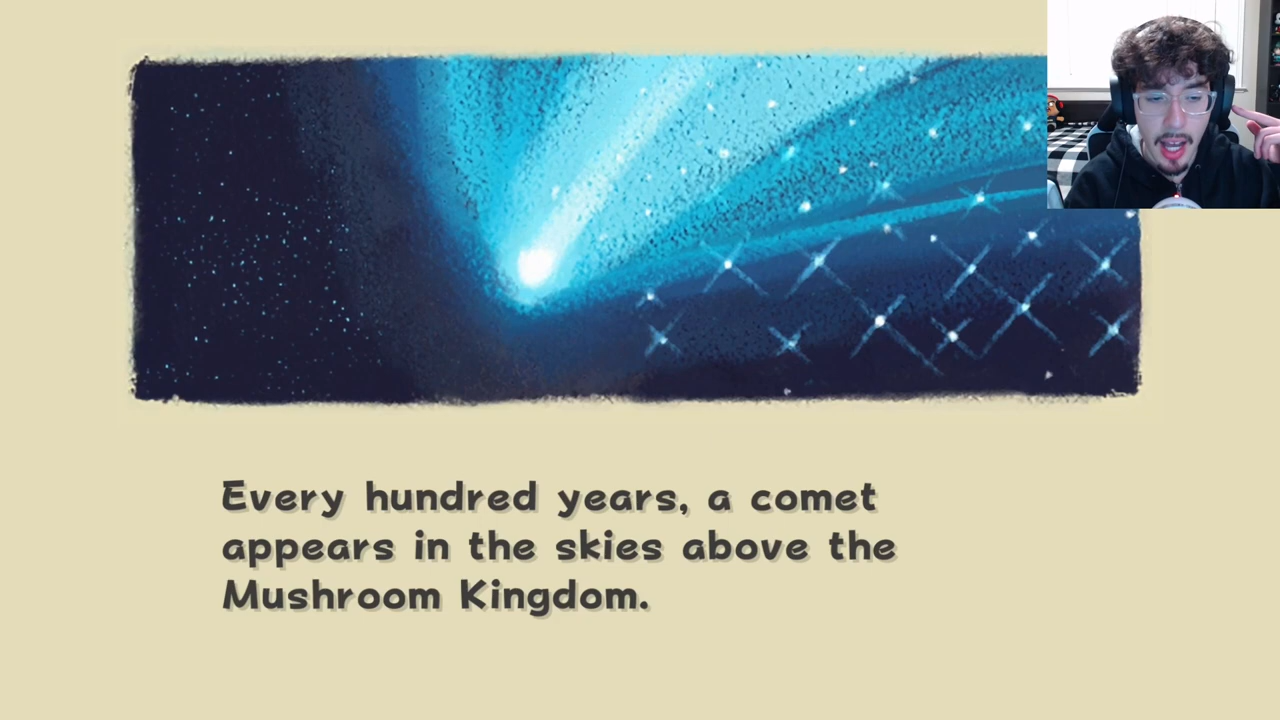 Every hundred years, a comet
appears in the skies above the
Mushroom Kingdom.